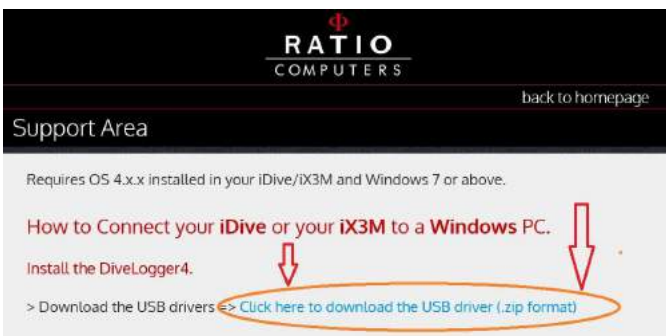 RATIO
COMPUTERS
back to homepage
Support Area
Requires OS 4.x.x installed in your iDive/iX3M and Windows 7 or above.
How to Connect your iDive or your iX3M to a Windows PC.
Install the DiveLogger4.
> Download the USB drivers => Click here to download the USB driver (.zip format)